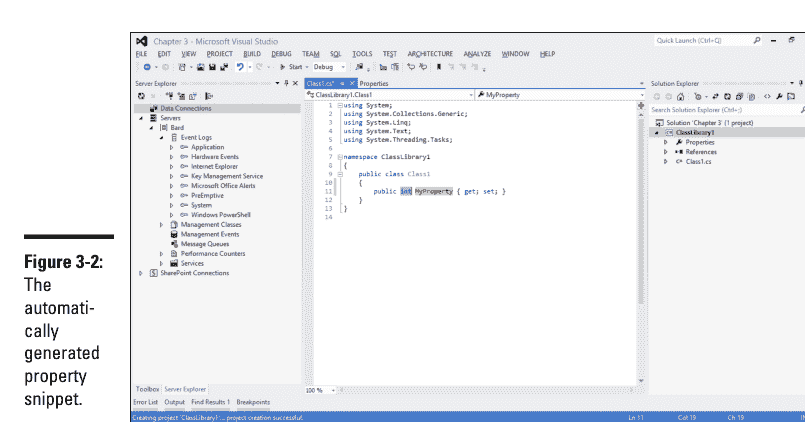 Chapter 3 - Microsoft Visual Studio
Quick Launch (Ctrl+Q)
FILE EDIT VIEW PROJECT BUILD DEBUG TEAM SQL TOOLS TEST ARCHITECTURE ANALYZE WINDOW HELP
Start Debug
Server Explorer
Data Connections
Servers
Bard
Event Logs
Application
Hardware Events
Internet Explorer
Key Management Service
Microsoft Office Alerts
PreEmptive
System
Windows PowerShell
Management Classes
Management Events
Message Queues
Performance Counters
Services
SharePoint Connections
Toolbox Server Explorer
Class1.cs* Properties
ClassLibrary1.Class1 MyProperty
1 using System;
2 using System.Collections.Generic;
3 using System.Linq;
4 using System.Text;
5 using System.Threading.Tasks;
6
7 namespace ClassLibrary1
8 {
9 public class Class1
10 {
11 public int MyProperty { get; set; }
12 }
13 }
14
100 %
Solution Explorer
Search Solution Explorer (Ctrl+;)
Solution 'Chapter 3' (1 project)
ClassLibrary1
Properties
References
Class1.cs
Error List Output Find Results 1 Breakpoints
Creating project 'ClassLibrary1'... project creation successful.
Ln 11 Col 19 Ch 19
Figure 3-2:
The
automati-
cally
generated
property
snippet.